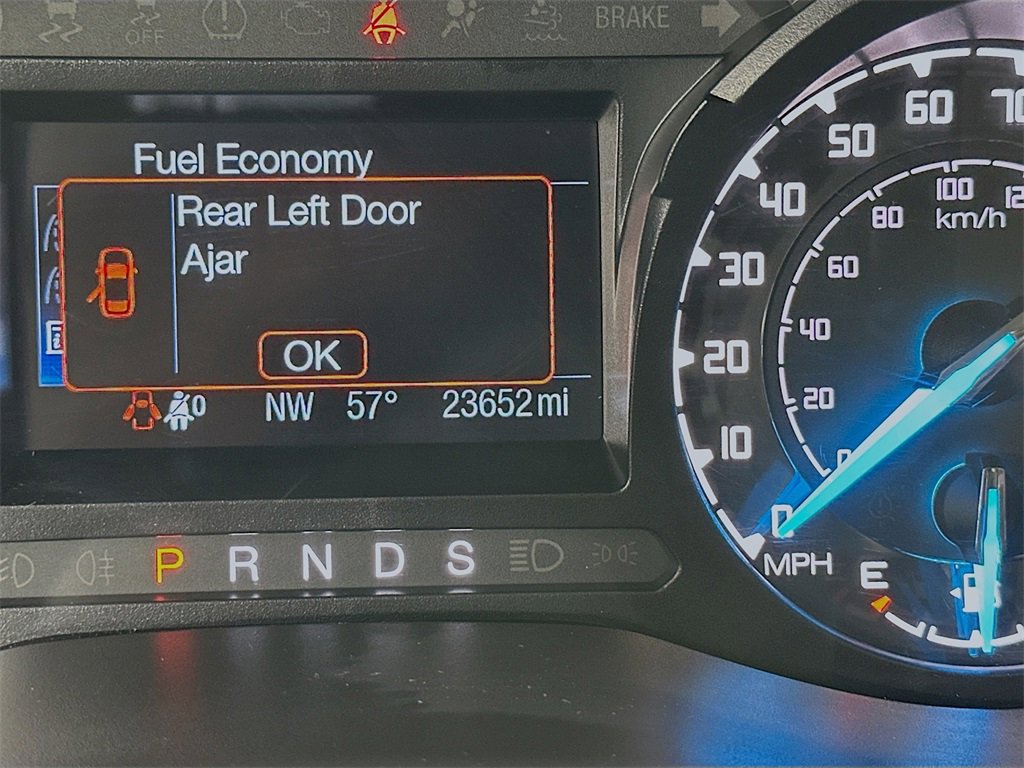 OFF
BRAKE
Fuel Economy
Rear Left Door
Ajar
OK
0 NW 57° 23652 mi
P R N D S
0
10
20
30
40
50
60
70
0
20
40
60
80
100
km/h
MPH
E